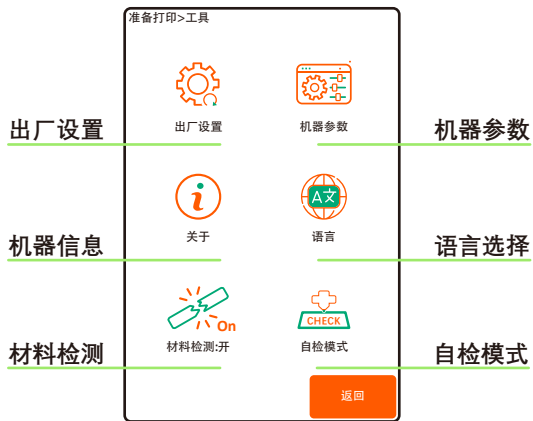 准备打印>工具
出厂设置
机器参数
出厂设置
机器参数
i
A文
关于
语言
机器信息
语言选择
On
CHECK
材料检测:开
自检模式
材料检测
自检模式
返回